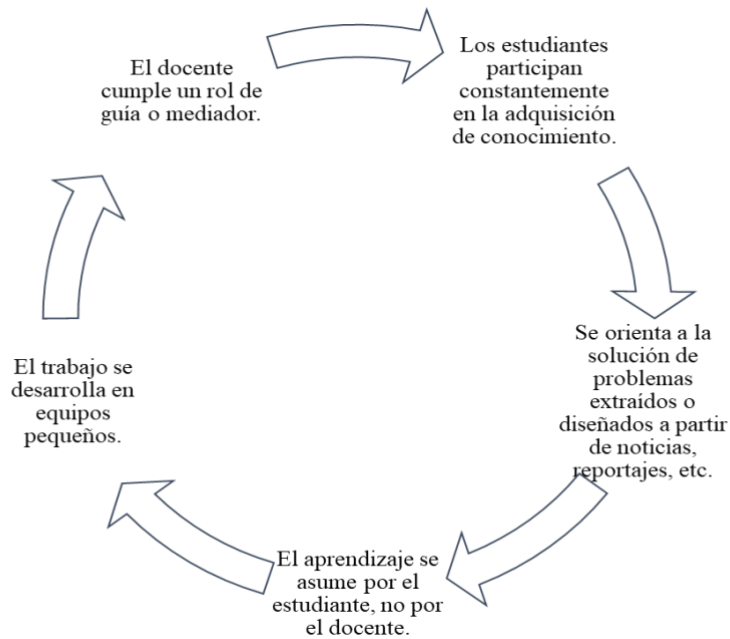 El docente
cumple un rol de
guía o mediador.
Los estudiantes
participan
constantemente
en la adquisición
de conocimiento.
Se orienta a la
solución de
problemas
extraídos o
diseñados a partir
de noticias,
reportajes, etc.
El aprendizaje se
asume por el
estudiante, no por
el docente.
El trabajo se
desarrolla en
equipos
pequeños.